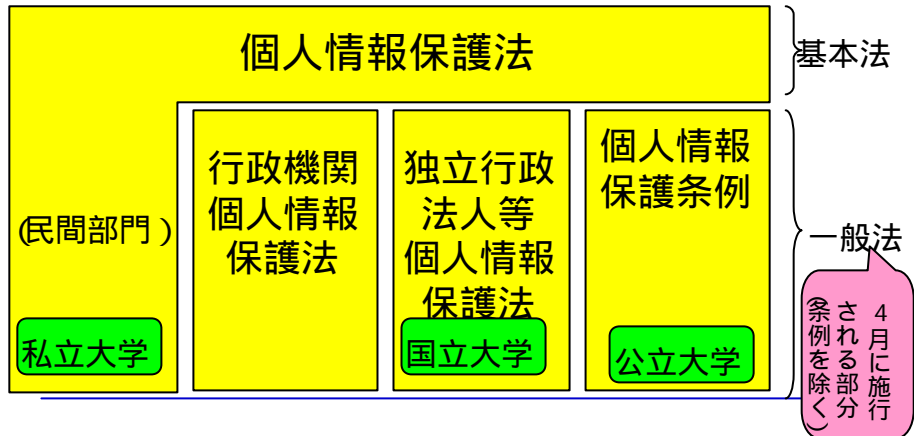 個人情報保護法
基本法
(民間部門)
私立大学
行政機関
個人情報
保護法
独立行政
法人等
個人情報
保護法
国立大学
個人情報
保護条例
公立大学
一般法
4月に施行
される部分
(条例を除く)